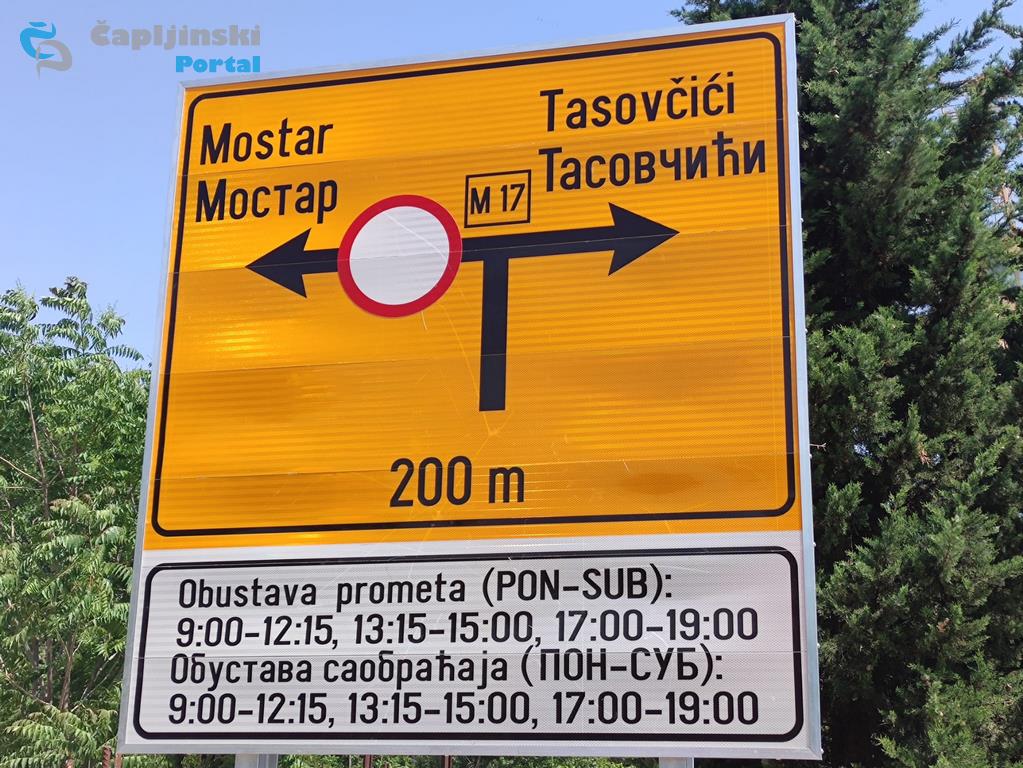 Čapljinski
Portal
Mostar
Мостар
Tasovčići
Тасовчићи
M 17
200 m
Obustava prometa (PON-SUB):
9:00-12:15, 13:15-15:00, 17:00-19:00
Обустава саобраћаја (ПОН-СУБ):
9:00-12:15, 13:15-15:00, 17:00-19:00